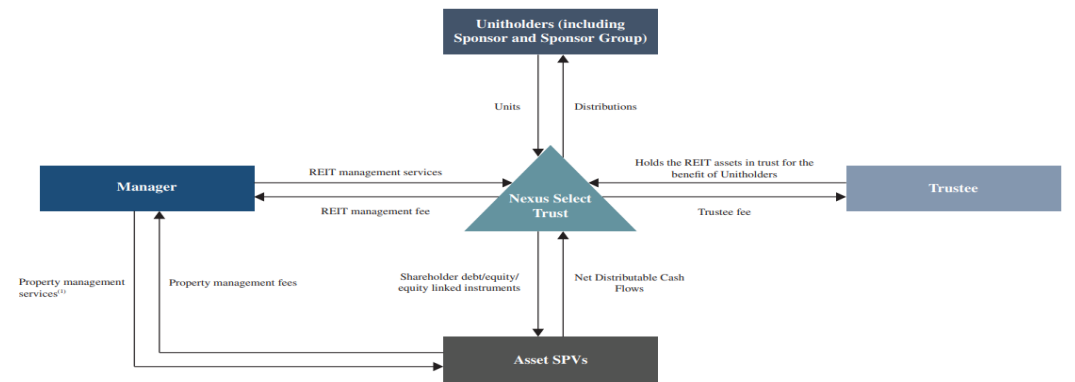 Unitholders (including
Sponsor and Sponsor Group)
Units
Distributions
Manager
REIT management services
REIT management fee
Nexus Select
Trust
Holds the REIT assets in trust for the
benefit of Unitholders
Trustee fee
Trustee
Property management
services(1)
Property management fees
Shareholder debt/equity/
equity linked instruments
Net Distributable Cash
Flows
Asset SPVs